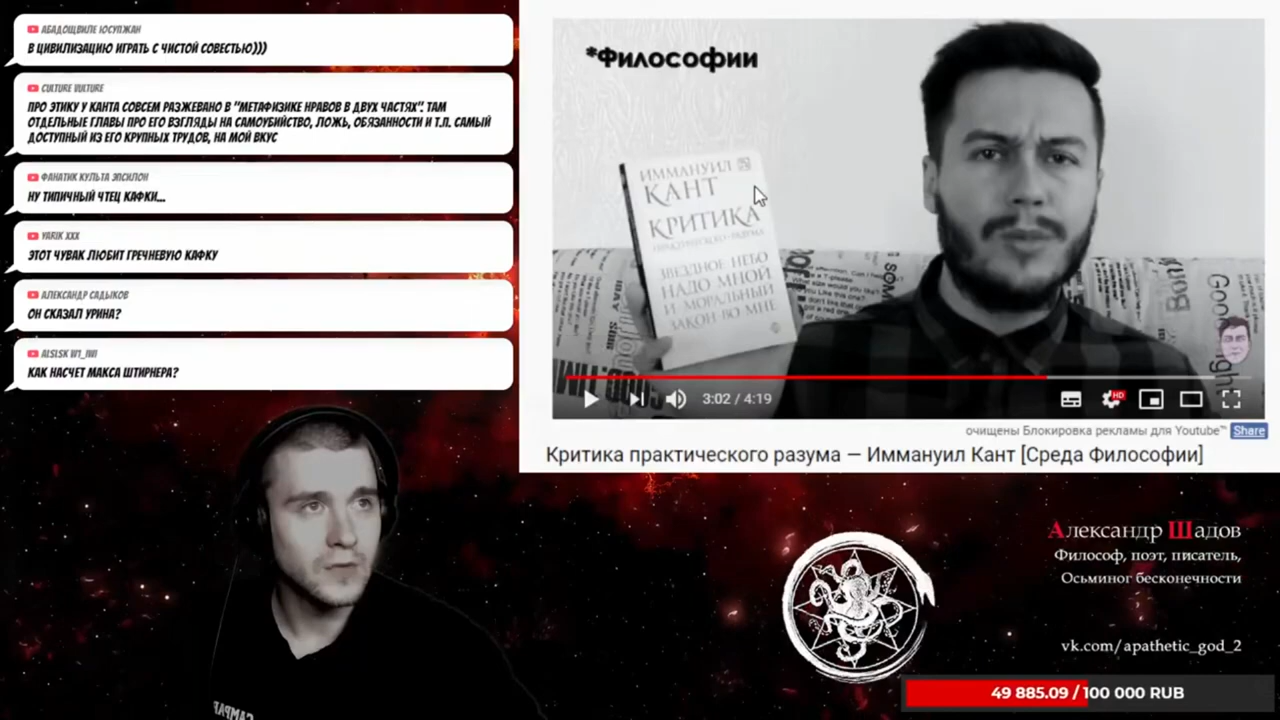 АБАДОЩВИЛЕ ЮСУПЖАН
В ЦИВИЛИЗАЦИЮ ИГРАТЬ С ЧИСТОЙ СОВЕСТЬЮ)))
CULTURE VULTURE
ПРО ЭТИКУ У КАНТА СОВСЕМ РАЗЖЕВАНО В "МЕТАФИЗИКЕ НРАВОВ В ДВУХ ЧАСТЯХ". ТАМ
ОТДЕЛЬНЫЕ ГЛАВЫ ПРО ЕГО ВЗГЛЯДЫ НА САМОУБИЙСТВО, ЛОЖЬ, ОБЯЗАННОСТИ И Т.П. САМЫЙ
ДОСТУПНЫЙ ИЗ ЕГО КРУПНЫХ ТРУДОВ, НА МОЙ ВКУС
ФАНАТИК КУЛЬТА ЭПСИЛОН
НУ ТИПИЧНЫЙ ЧТЕЦ КАФКИ...
YARIK XXX
ЭТОТ ЧУВАК ЛЮБИТ ГРЕЧНЕВУЮ КАФКУ
АЛЕКСАНДР САДЫКОВ
ОН СКАЗАЛ УРИНА?
КАК НАСЧЕТ МАКСА ШТИРНЕРА?
*Философии
ИММАНУИЛ
КАНТ
КРИТИКА
ПРАКТИЧЕСКОГО РАЗУМА
ЗВЕЗДНОЕ НЕБО
НАДО МНОЙ
И МОРАЛЬНЫЙ
ЗАКОН ВО МНЕ
3:02 / 4:19
HD
очищены Блокировка рекламы для Youtube™ Share
Критика практического разума — Иммануил Кант [Среда Философии]
Александр Шадов
Философ, поэт, писатель,
Осьминог бесконечности
vk.com/apathetic_god_2
49 885.09 / 100 000 RUB